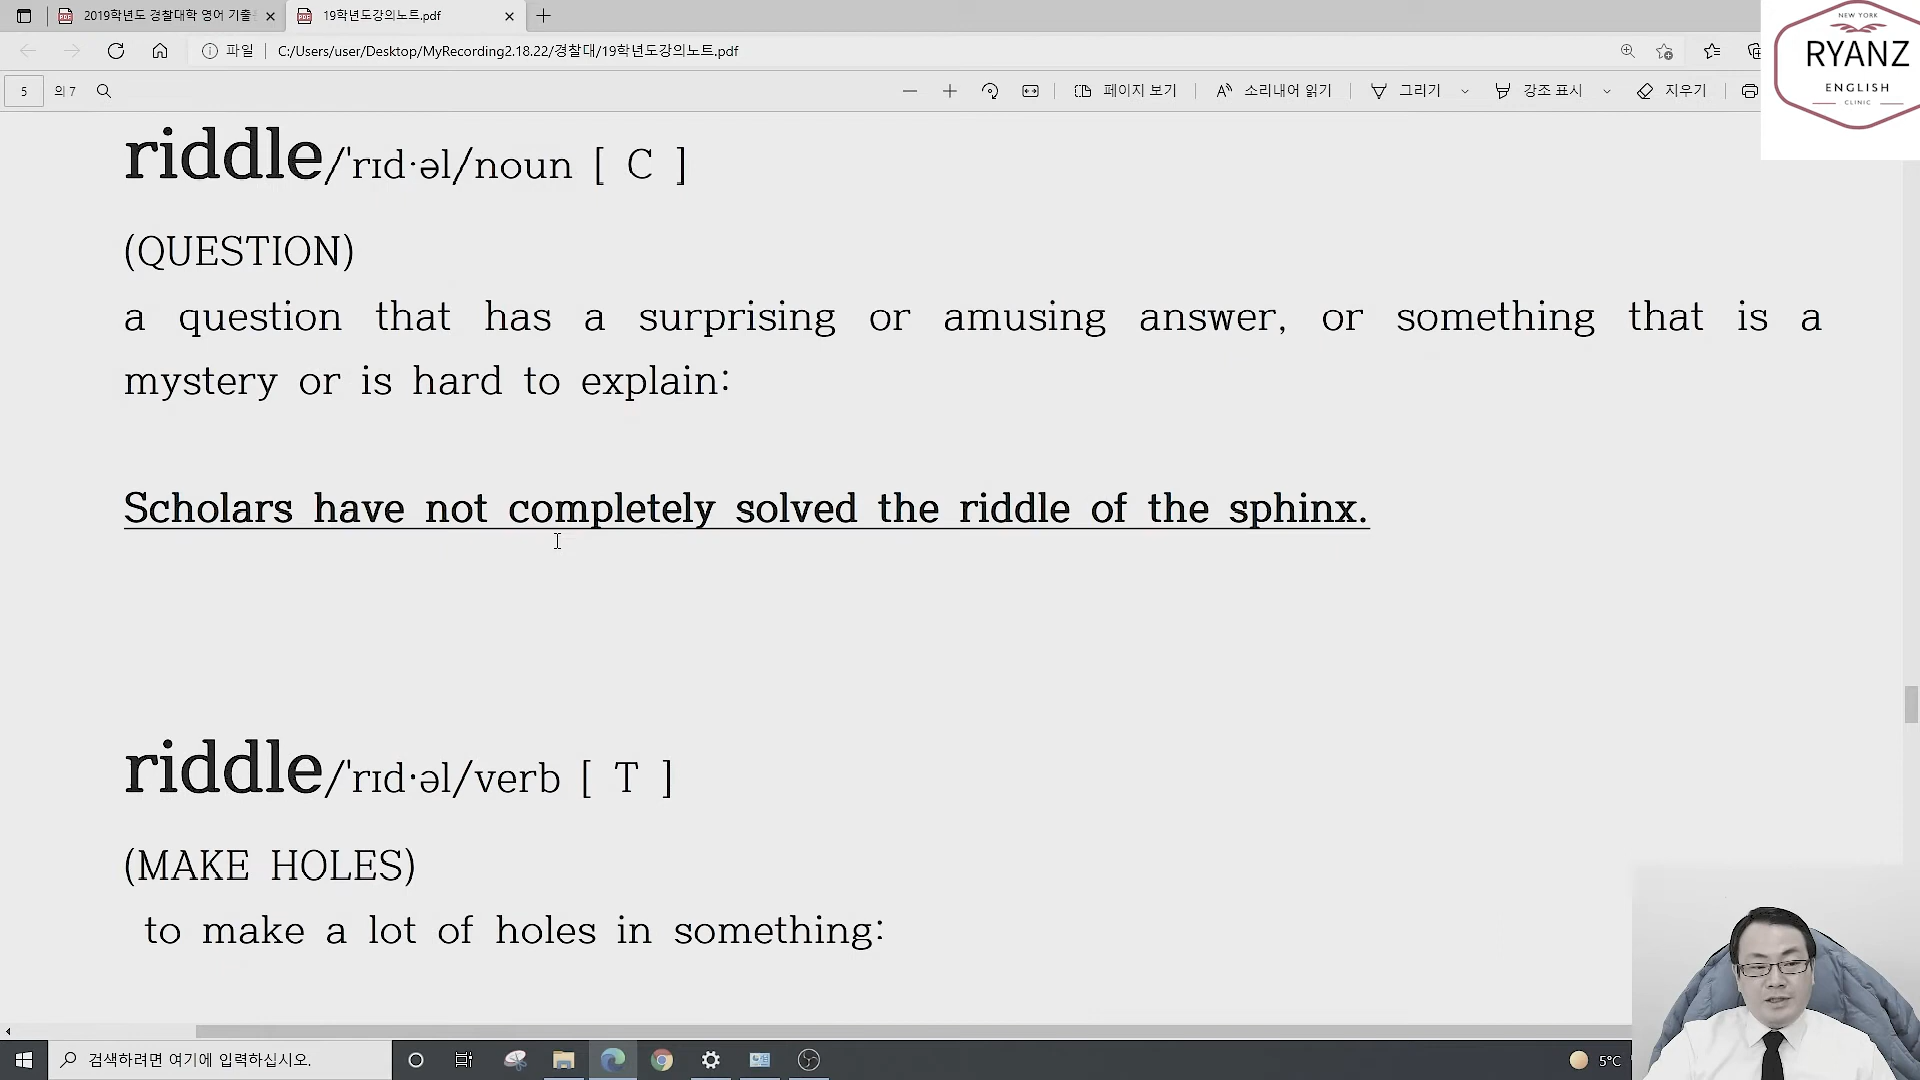 2019학년도 경찰대학 영어 기출
19학년도강의노트.pdf
파일
C:/Users/user/Desktop/MyRecording2.18.22/경찰대/19학년도강의노트.pdf
5 의 7
페이지 보기
소리내어 읽기
그리기
강조 표시
지우기
NEW YORK
RYANZ
ENGLISH
CLINIC
riddle/ˈrɪd·əl/noun [ C ]
(QUESTION)
a question that has a surprising or amusing answer, or something that is a
mystery or is hard to explain:
Scholars have not completely solved the riddle of the sphinx.
riddle/ˈrɪd·əl/verb [ T ]
(MAKE HOLES)
to make a lot of holes in something:
검색하려면 여기에 입력하십시오.
5°C